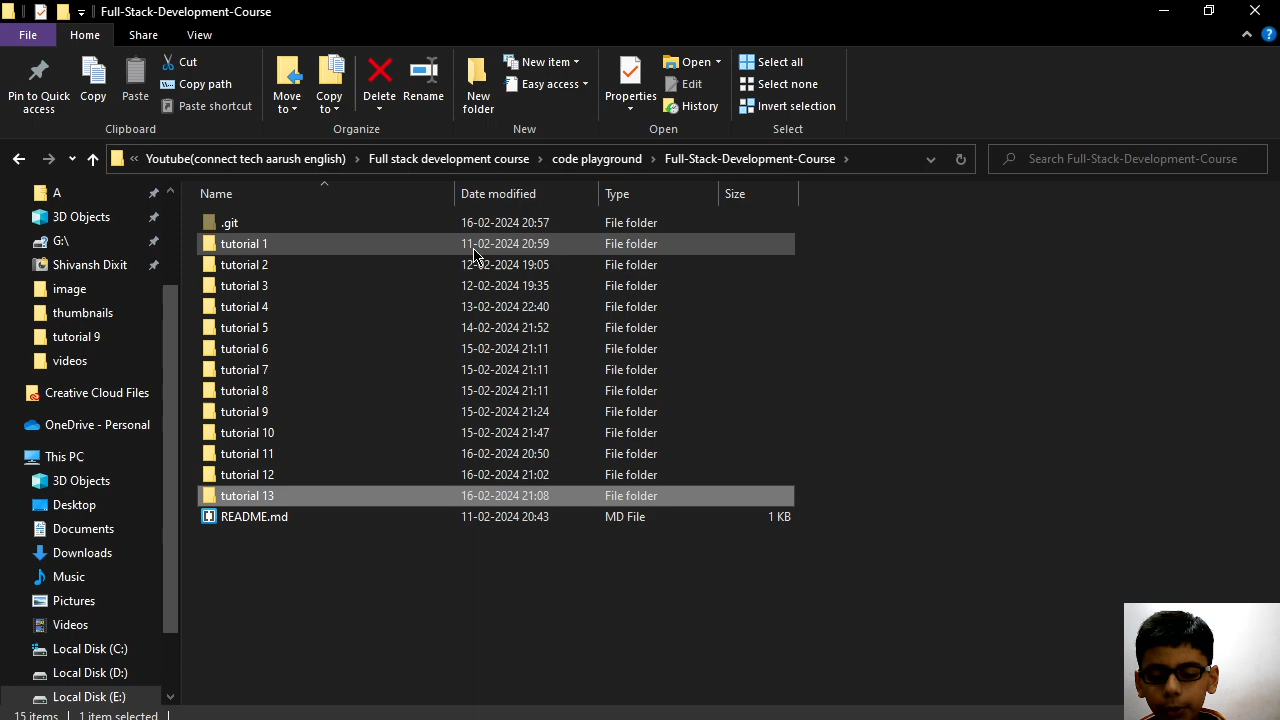 Full-Stack-Development-Course
File Home Share View
Pin to Quick access
Copy
Paste
Cut
Copy path
Paste shortcut
Move to
Copy to
Delete
Rename
New folder
New item
Easy access
Properties
Open
Edit
History
Select all
Select none
Invert selection
Clipboard Organize New Open Select
« Youtube(connect tech aarush english) › Full stack development course › code playground › Full-Stack-Development-Course ›
Search Full-Stack-Development-Course
A
3D Objects
G:\
Shivansh Dixit
image
thumbnails
tutorial 9
videos
Creative Cloud Files
OneDrive - Personal
This PC
3D Objects
Desktop
Documents
Downloads
Music
Pictures
Videos
Local Disk (C:)
Local Disk (D:)
Local Disk (E:)
Name Date modified Type Size
.git 16-02-2024 20:57 File folder
tutorial 1 11-02-2024 20:59 File folder
tutorial 2 12-02-2024 19:05 File folder
tutorial 3 12-02-2024 19:35 File folder
tutorial 4 13-02-2024 22:40 File folder
tutorial 5 14-02-2024 21:52 File folder
tutorial 6 15-02-2024 21:11 File folder
tutorial 7 15-02-2024 21:11 File folder
tutorial 8 15-02-2024 21:11 File folder
tutorial 9 15-02-2024 21:24 File folder
tutorial 10 15-02-2024 21:47 File folder
tutorial 11 16-02-2024 20:50 File folder
tutorial 12 16-02-2024 21:02 File folder
tutorial 13 16-02-2024 21:08 File folder
README.md 11-02-2024 20:43 MD File 1 KB
15 items 1 item selected